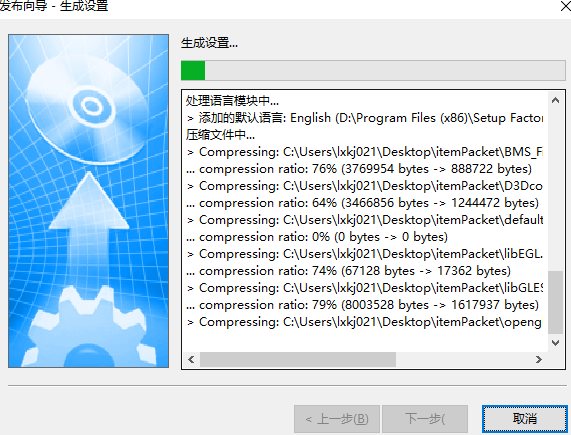 发布向导 - 生成设置
生成设置...
处理语言模块中...
> 添加的默认语言: English (D:\Program Files (x86)\Setup Factor
压缩文件中...
> Compressing: C:\Users\lxkj021\Desktop\itemPacket\BMS_F
... compression ratio: 76% (3769954 bytes -> 888722 bytes)
> Compressing: C:\Users\lxkj021\Desktop\itemPacket\D3Dco
... compression ratio: 64% (3466856 bytes -> 1244472 bytes)
> Compressing: C:\Users\lxkj021\Desktop\itemPacket\default
... compression ratio: 0% (0 bytes -> 0 bytes)
> Compressing: C:\Users\lxkj021\Desktop\itemPacket\libEGL.
... compression ratio: 74% (67128 bytes -> 17362 bytes)
> Compressing: C:\Users\lxkj021\Desktop\itemPacket\libGLES
... compression ratio: 79% (8003528 bytes -> 1617937 bytes)
> Compressing: C:\Users\lxkj021\Desktop\itemPacket\openg
< 上一步(B)
下一步(
取消